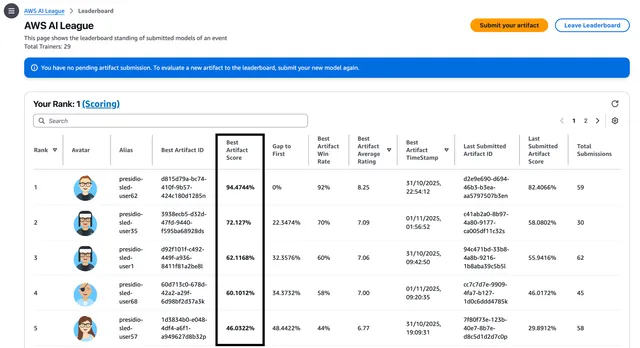 AWS AI League > Leaderboard
AWS AI League
This page shows the leaderboard standing of submitted models of an event
Total Trainers: 29
Submit your artifact
Leave Leaderboard
You have no pending artifact submission. To evaluate a new artifact to the leaderboard, submit your new model again.
Your Rank: 1 (Scoring)
Search
1 2
Rank Avatar Alias Best Artifact ID Best Artifact Score Gap to First Best Artifact Win Rate Best Artifact Average Rating Best Artifact TimeStamp Last Submitted Artifact ID Last Submitted Artifact Score Total Submissions
1 presidio-sled-user62 d815d79a-bc74-410f-9b57-424c180d1285n 94.4744% 0% 92% 8.25 31/10/2025, 22:54:12 d2e9e690-d694-46b3-b3ea-aa5797507b3en 82.4066% 59
2 presidio-sled-user35 3938ecb5-d32d-47fd-9440-f595ba68928ds 72.127% 22.3474% 70% 7.09 01/11/2025, 01:56:52 c41ab2a0-8b97-4a80-9177-ca005df11c32s 58.0802% 30
3 presidio-sled-user1 d92f101f-c492-449f-a936-8411f81a2be8l 62.1168% 32.3576% 60% 7.06 31/10/2025, 09:42:50 94c471bd-33b8-4a8b-9216-1b8aba39c5b5l 55.9416% 62
4 presidio-sled-user68 60d713c0-678d-42a2-a29f-6d98bf2d37a3k 60.1012% 34.3732% 58% 7.00 01/11/2025, 09:20:35 cc7c7d7e-9909-4fa7-b127-1d0c6ddd4785k 46.0172% 45
5 presidio-sled-user57 1d3834b0-e048-4df4-a6f1-a949627d8b32p 46.0322% 48.4422% 44% 6.77 31/10/2025, 19:09:31 7f80f73e-123b-40e7-8b7e-d8c5d1d2d7c0p 29.8912% 58